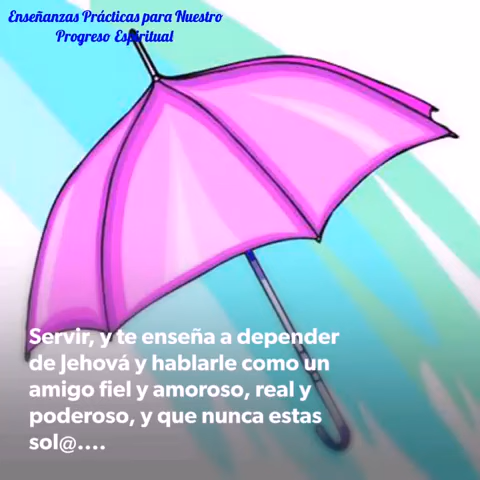 Enseñanzas Prácticas para Nuestro
Progreso Espiritual
Servir, y te enseña a depender
de Jehová y hablarle como un
amigo fiel y amoroso, real y
poderoso, y que nunca estas
sol@....